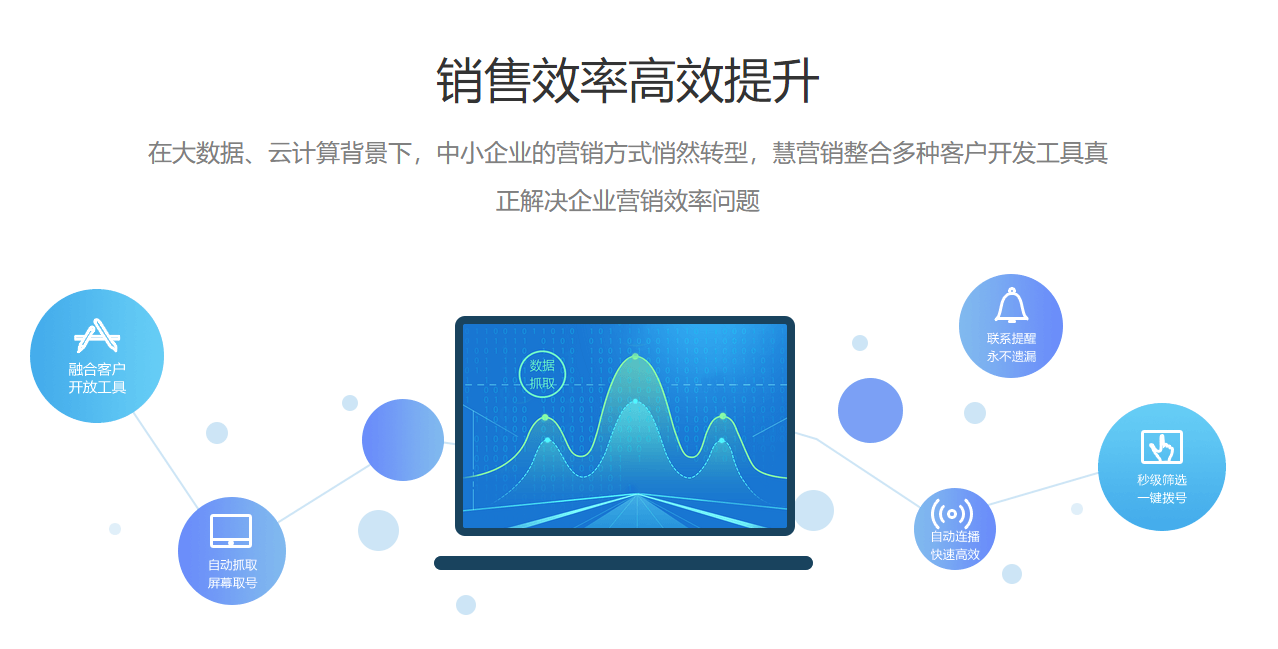 销售效率高效提升
在大数据、云计算背景下，中小企业的营销方式悄然转型，慧营销整合多种客户开发工具真
正解决企业营销效率问题
融合客户
开放工具
自动抓取
屏幕取号
数据
抓取
联系提醒
永不遗漏
自动连播
快速高效
秒级筛选
一键拨号